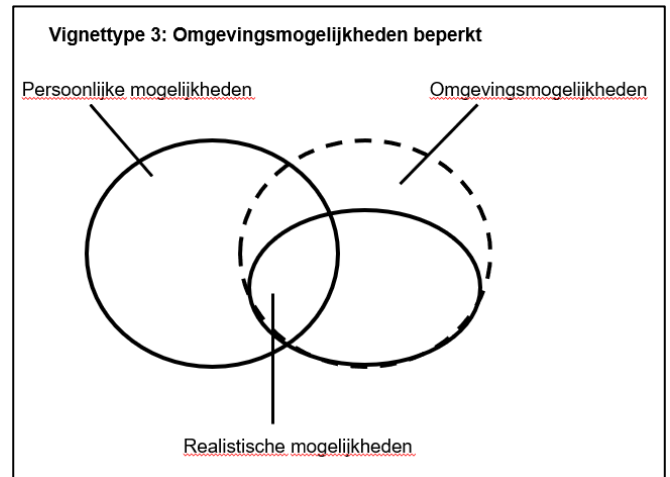 Vignettype 3: Omgevingsmogelijkheden beperkt
Persoonlijke mogelijkheden
Omgevingsmogelijkheden
Realistische mogelijkheden